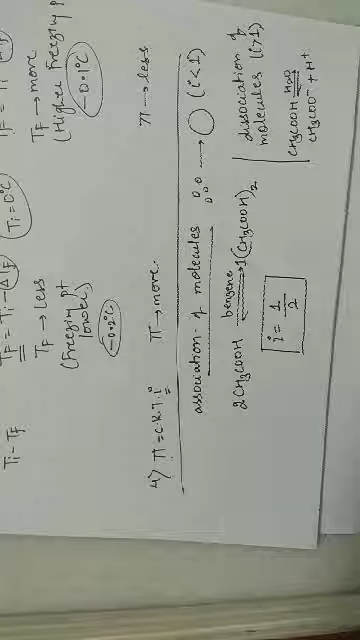 Ti - TF
TF = Ti - ΔTF
Ti = 0°C
TF → less
(Freezing pt
lower)
-0.2°C
TF → more
(Higher freezing p
-0.1°C
4) π = C.R.T.i
π → more.
π → less
association of molecules
→ ◯ (i < 1)
2CH3COOH benzene ⇌ 1(CH3COOH)2
i = 1/2
dissociation of
molecules (i > 1)
CH3COOH H2O ⇌
CH3COO⁻ + H⁺